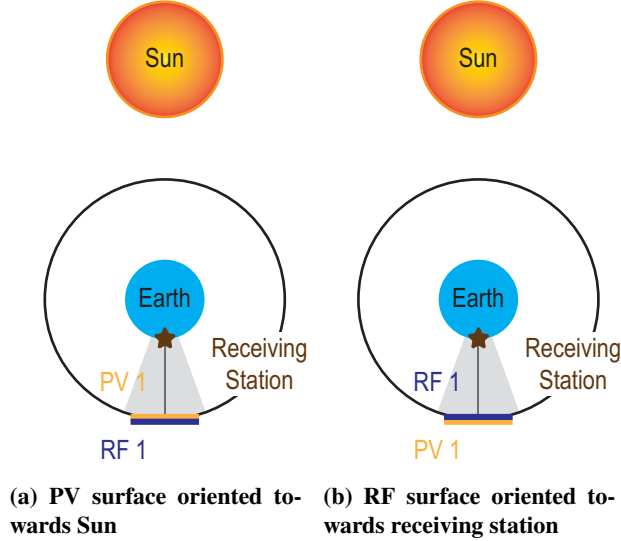 Sun
Earth
Receiving
Station
PV 1
RF 1
(a) PV surface oriented to-
wards Sun
Sun
Earth
Receiving
Station
RF 1
PV 1
(b) RF surface oriented to-
wards receiving station